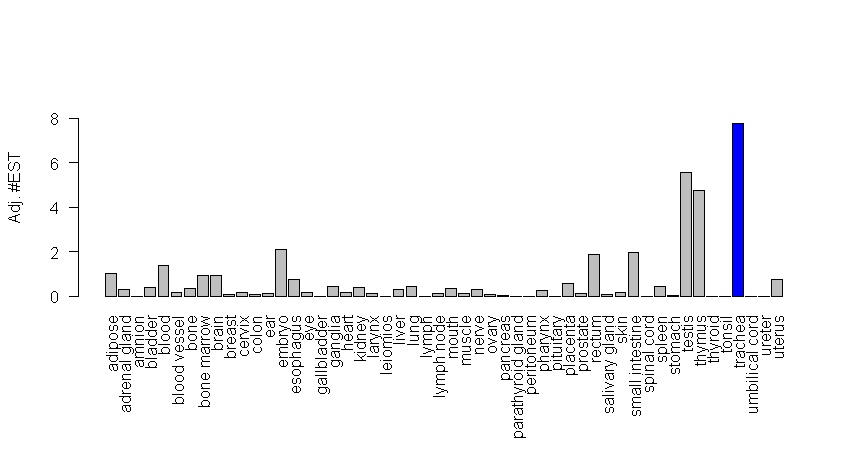 Adj. #EST
8
6
4
2
0
adipose
adrenal gland
amnion
bladder
blood
blood vessel
bone
bone marrow
brain
breast
cervix
colon
ear
embryo
esophagus
eye
gallbladder
ganglia
heart
kidney
larynx
leiomios
liver
lung
lymph
lymph node
mouth
muscle
nerve
ovary
pancreas
parathyroid gland
peritoneum
pharynx
pituitary
placenta
prostate
rectum
salivary gland
skin
small intestine
spinal cord
spleen
stomach
testis
thymus
thyroid
tonsil
trachea
umbilical cord
ureter
uterus